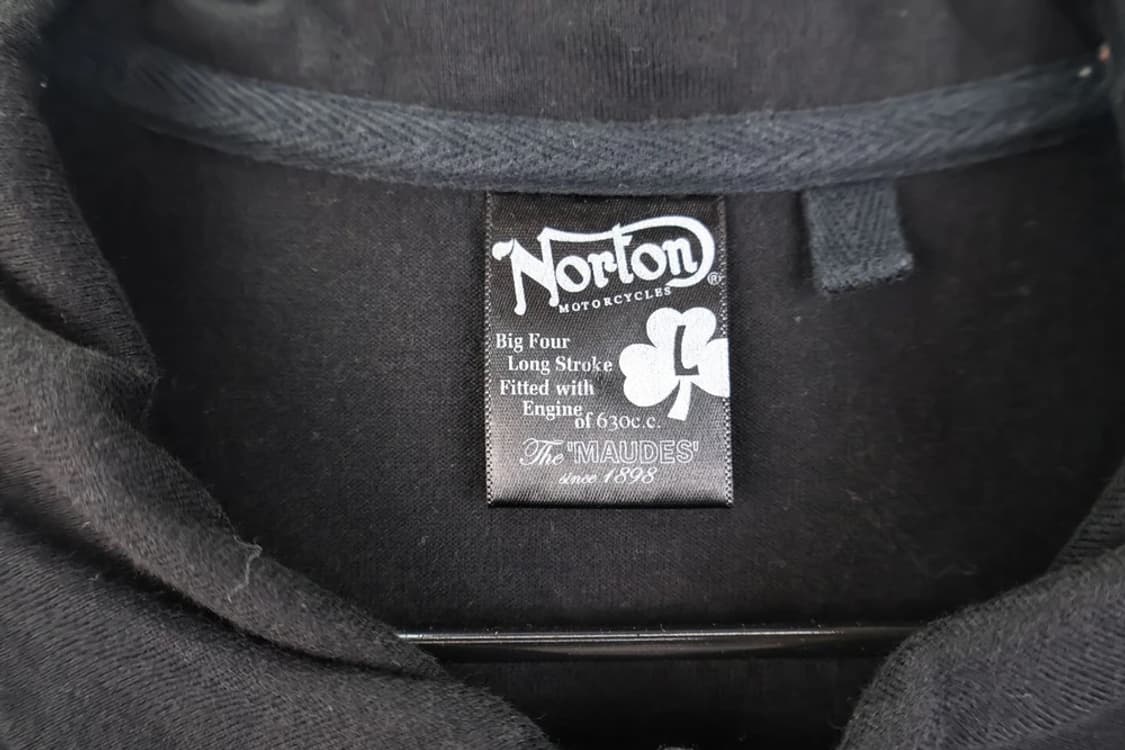 Norton®
MOTORCYCLES
L
Big Four
Long Stroke
Fitted with
Engine
of 630c.c.
The 'MAUDES'
since 1898